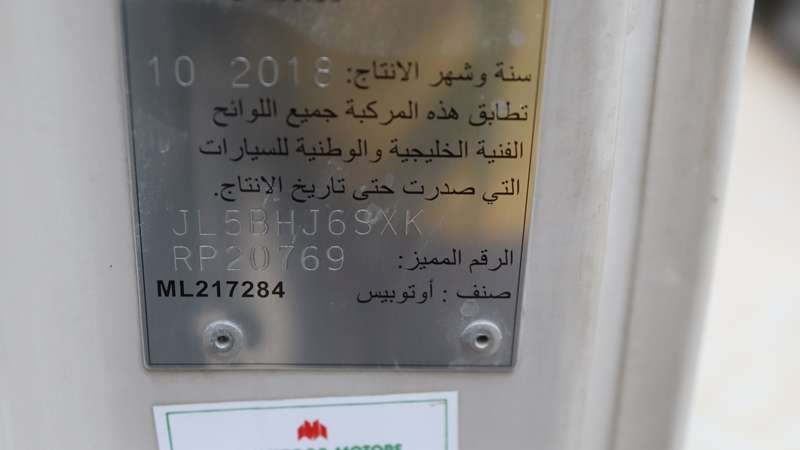 سنة وشهر الانتاج: 10 2018
تطابق هذه المركبة جميع اللوائح
الفنية الخليجية والوطنية للسيارات
التي صدرت حتى تاريخ الانتاج.
JL5BHJ6SXK
الرقم المميز: RP20769
صنف : أوتوبيس ML217284
MOTORS